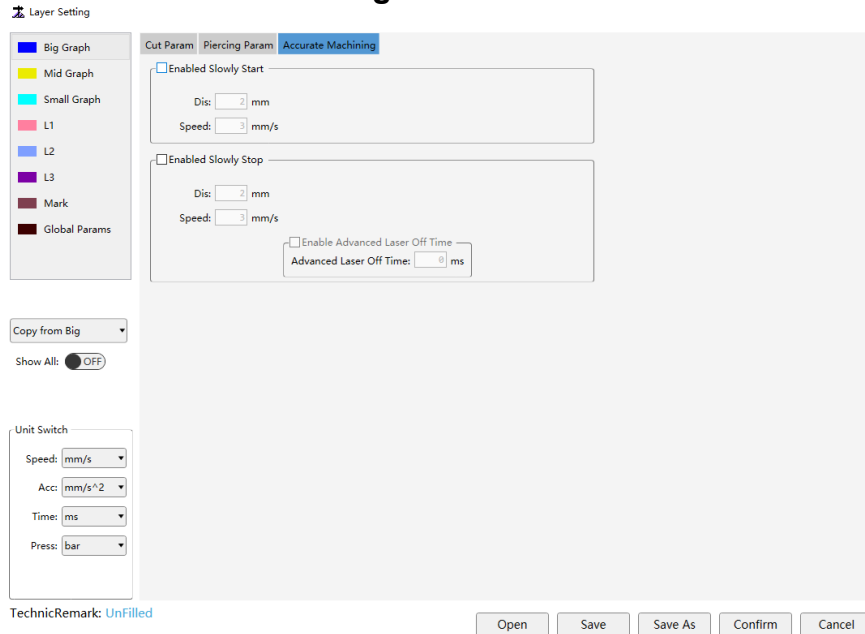 Layer Setting
Big Graph
Mid Graph
Small Graph
L1
L2
L3
Mark
Global Params
Copy from Big
Show All: OFF
Unit Switch
Speed: mm/s
Acc: mm/s^2
Time: ms
Press: bar
TechnicRemark: UnFilled
Cut Param Piercing Param Accurate Machining
Enabled Slowly Start
Dis: 2 mm
Speed: 3 mm/s
Enabled Slowly Stop
Dis: 2 mm
Speed: 3 mm/s
Enable Advanced Laser Off Time
Advanced Laser Off Time: 0 ms
Open Save Save As Confirm Cancel